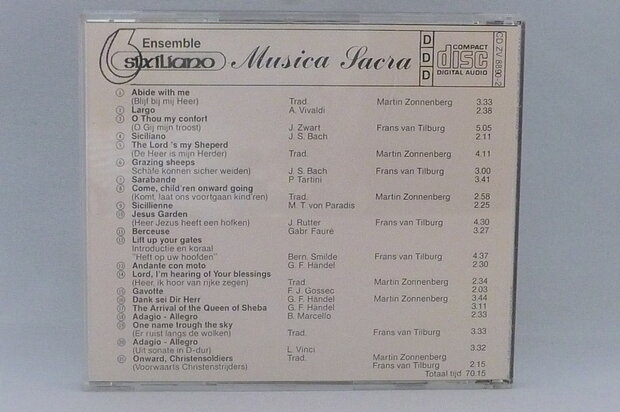 6 Ensemble
sixiliano Musica Sacra
D
D
D
COMPACT
disc
DIGITAL AUDIO
CD ZV 8890-2
1 Abide with me
(Blijf bij mij Heer) Trad. Martin Zonnenberg 3.33
2 Largo A. Vivaldi 2.38
3 O Thou my confort
(O Gij mijn troost) J. Zwart Frans van Tilburg 5.05
4 Siciliano J. S. Bach 2.11
5 The Lord 's my Sheperd
(De Heer is mijn Herder) Trad. Martin Zonnenberg 4.11
6 Grazing sheeps
Schafe können sicher weiden) J. S. Bach Frans van Tilburg 3.00
7 Sarabande P. Tartini 3.41
8 Come, child'ren onward going
(Komt, laat ons voortgaan kind'ren) Trad. Martin Zonnenberg 2.58
9 Sicillienne M. T. von Paradis 2.25
10 Jesus Garden
(Heer Jezus heeft een hofken) J. Rutter Frans van Tilburg 4.30
11 Berceuse Gabr. Fauré 3.27
12 Lift up your gates
Introductie en koraal
"Heft op uw hoofden" Bern. Smilde Frans van Tilburg 4.37
13 Andante con moto G. F. Händel 2.30
14 Lord, I'm hearing of Your blessings
(Heer, ik hoor van rijke zegen) Trad. Martin Zonnenberg 2.34
15 Gavotte F. J. Gossec 2.03
16 Dank sei Dir Herr G. F. Händel Martin Zonnenberg 3.44
17 The Arrival of the Queen of Sheba G. F. Händel 3.11
18 Adagio - Allegro B. Marcello 2.33
19 One name trough the sky
(Er ruist langs de wolken) Trad. Frans van Tilburg 3.33
20 Adagio - Allegro
(Uit sonate in D-dur) L. Vinci 3.32
21 Onward, Christensoldiers Trad. Martin Zonnenberg
(Voorwaarts Christenstrijders) Frans van Tilburg 2.15
Totaal tijd 70.15